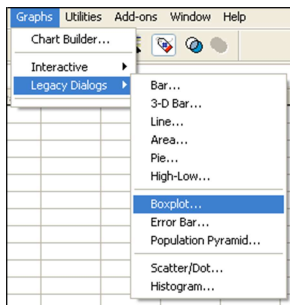 Graphs Utilities Add-ons Window Help
Chart Builder...
Interactive
Legacy Dialogs
Bar...
3-D Bar...
Line...
Area...
Pie...
High-Low...
Boxplot...
Error Bar...
Population Pyramid...
Scatter/Dot...
Histogram...